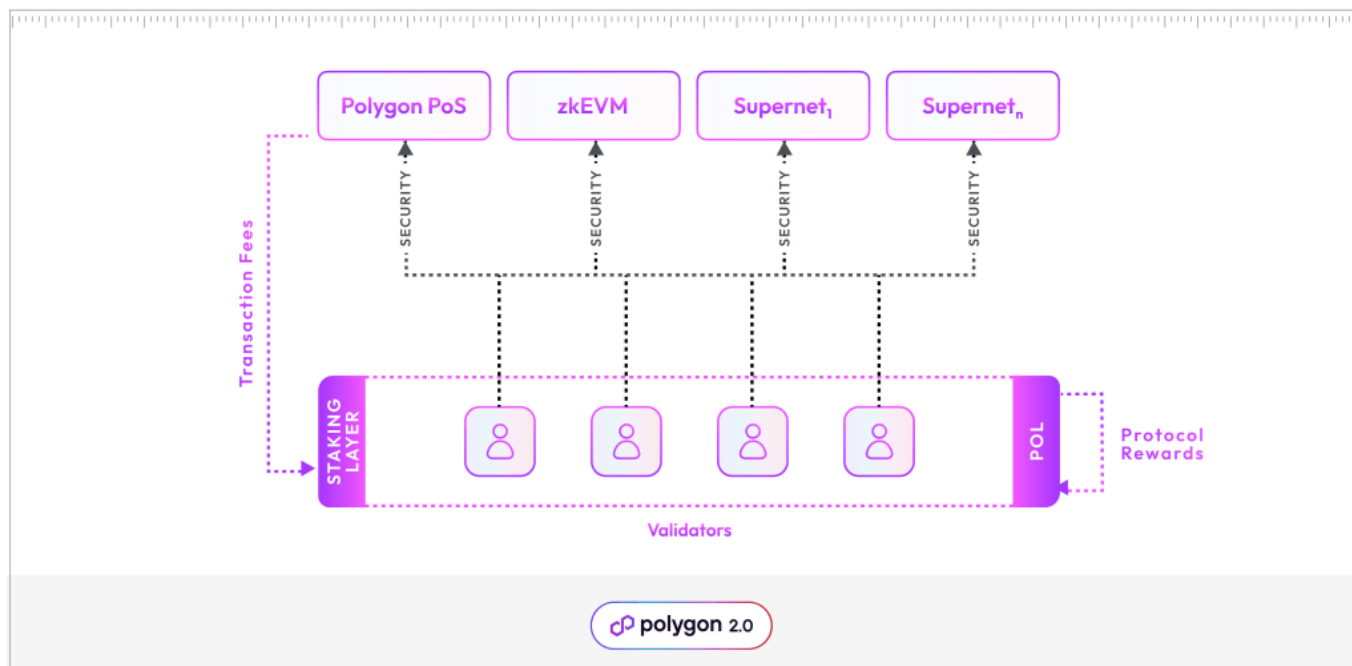 Polygon PoS
zkEVM
Supernet₁
Supernetₙ
SECURITY
SECURITY
SECURITY
SECURITY
Transaction Fees
STAKING
LAYER
POL
Protocol
Rewards
Validators
polygon 2.0